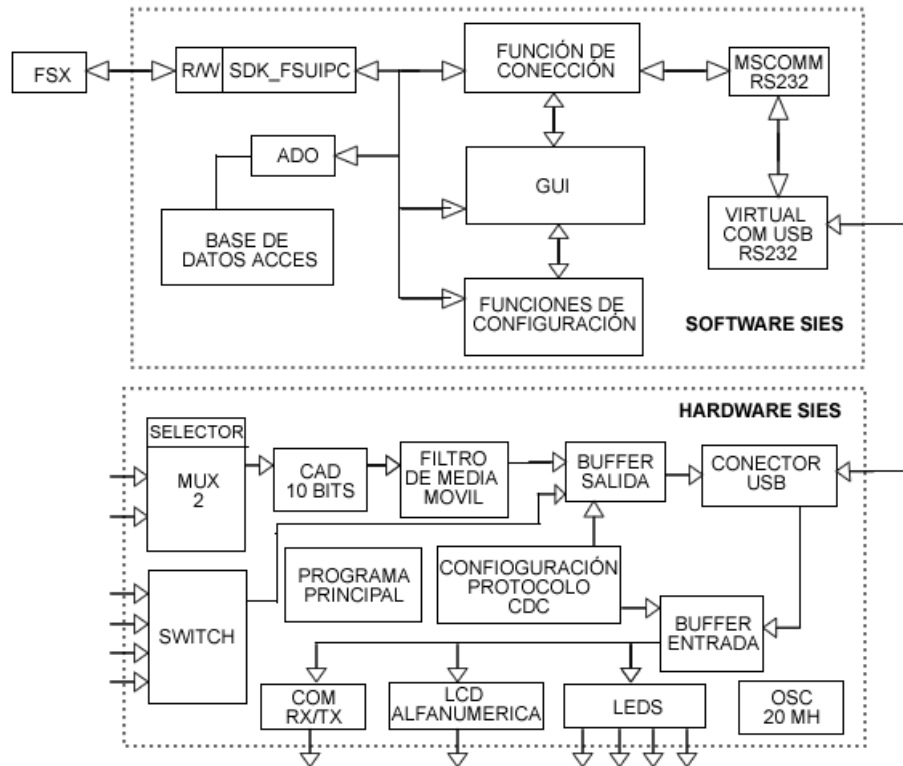 FSX
R/W SDK_FSUIPC
FUNCIÓN DE
CONECCIÓN
MSCOMM
RS232
ADO
GUI
BASE DE
DATOS ACCES
VIRTUAL
COM USB
RS232
FUNCIONES DE
CONFIGURACIÓN
SOFTWARE SIES
HARDWARE SIES
SELECTOR
MUX
2
CAD
10 BITS
FILTRO
DE MEDIA
MOVIL
BUFFER
SALIDA
CONECTOR
USB
SWITCH
PROGRAMA
PRINCIPAL
CONFIOGURACIÓN
PROTOCOLO
CDC
BUFFER
ENTRADA
COM
RX/TX
LCD
ALFANUMERICA
LEDS
OSC
20 MH